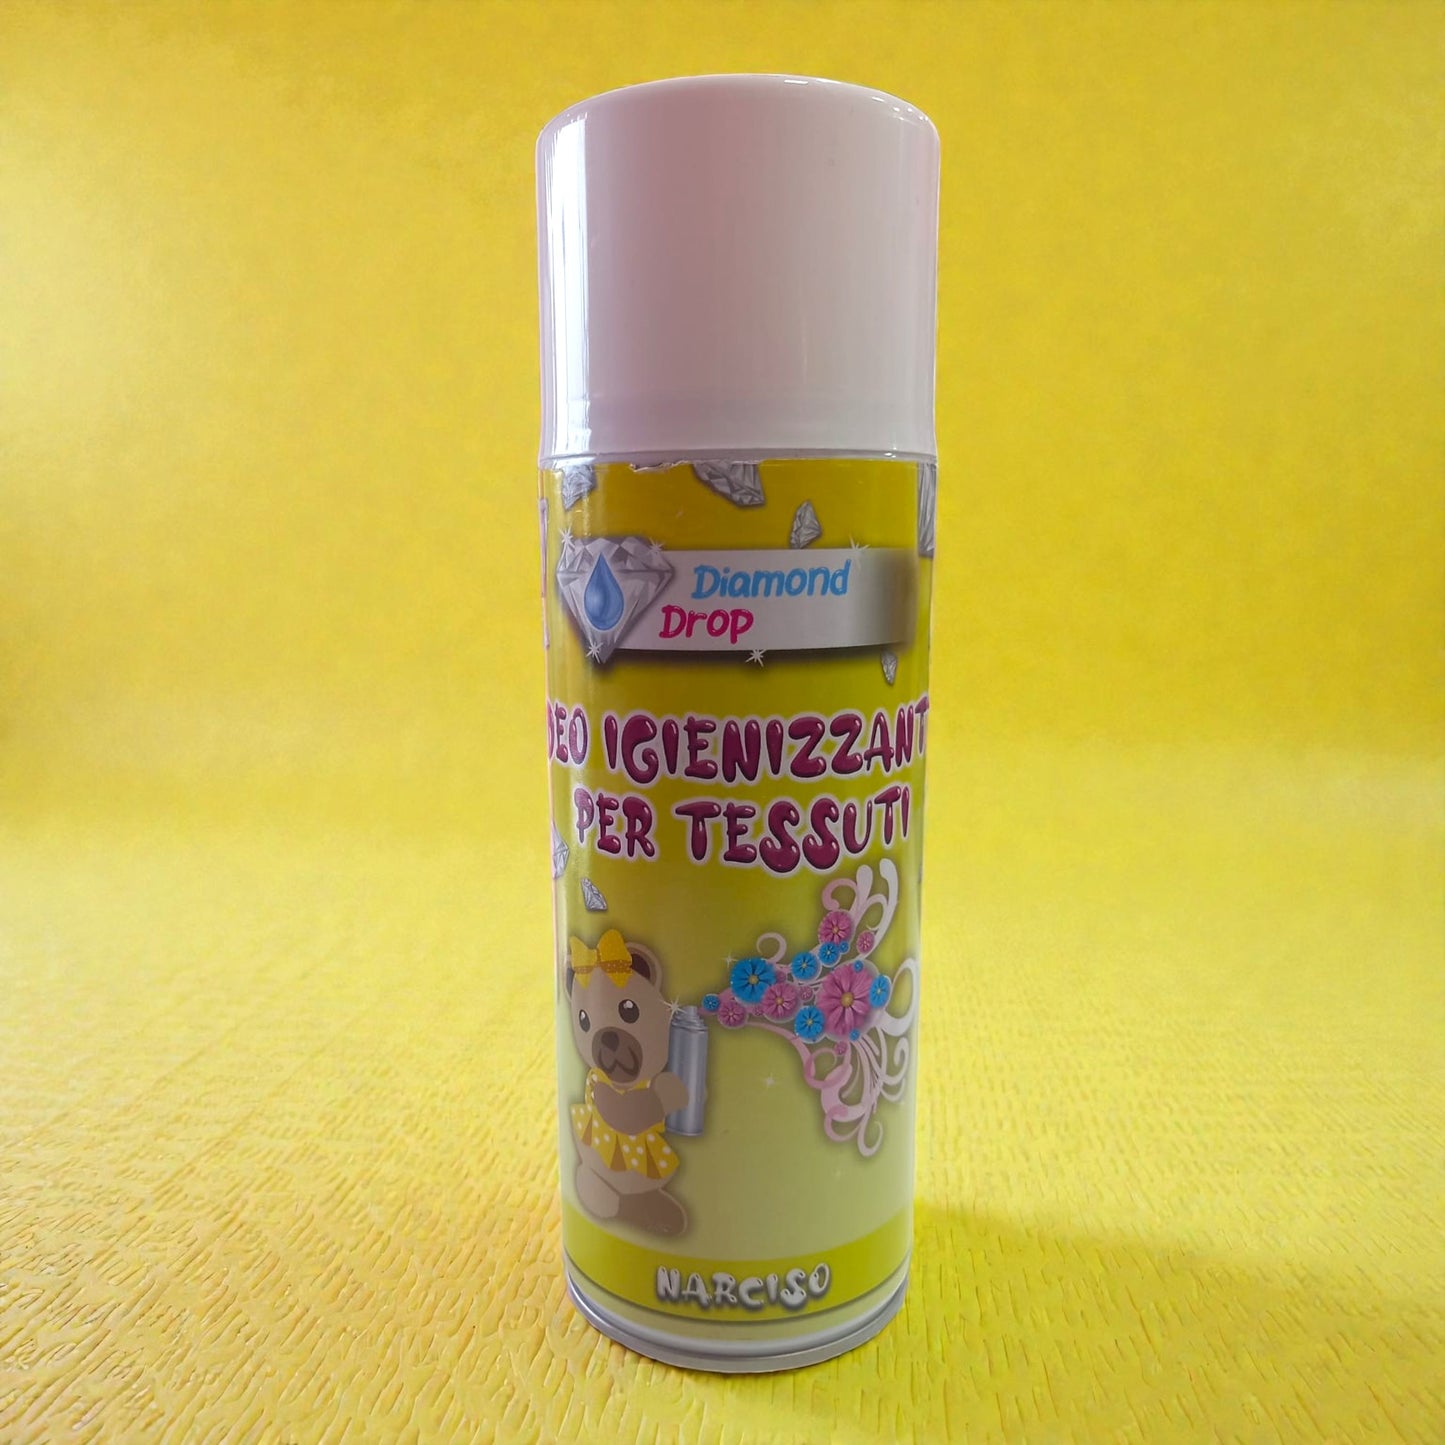 Diamond
Drop
DEO IGIENIZZANT
PER TESSUTI
NARCISO